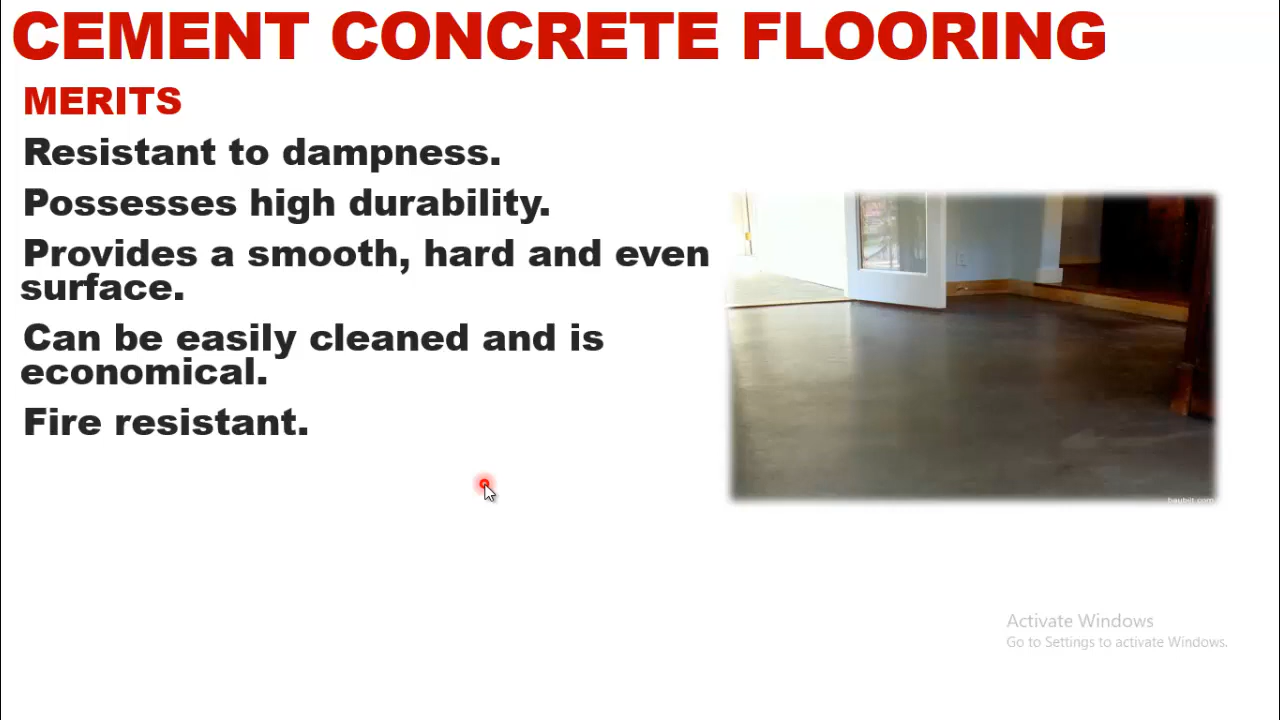 CEMENT CONCRETE FLOORING
MERITS
Resistant to dampness.
Possesses high durability.
Provides a smooth, hard and even
surface.
Can be easily cleaned and is
economical.
Fire resistant.
Activate Windows
Go to Settings to activate Windows.